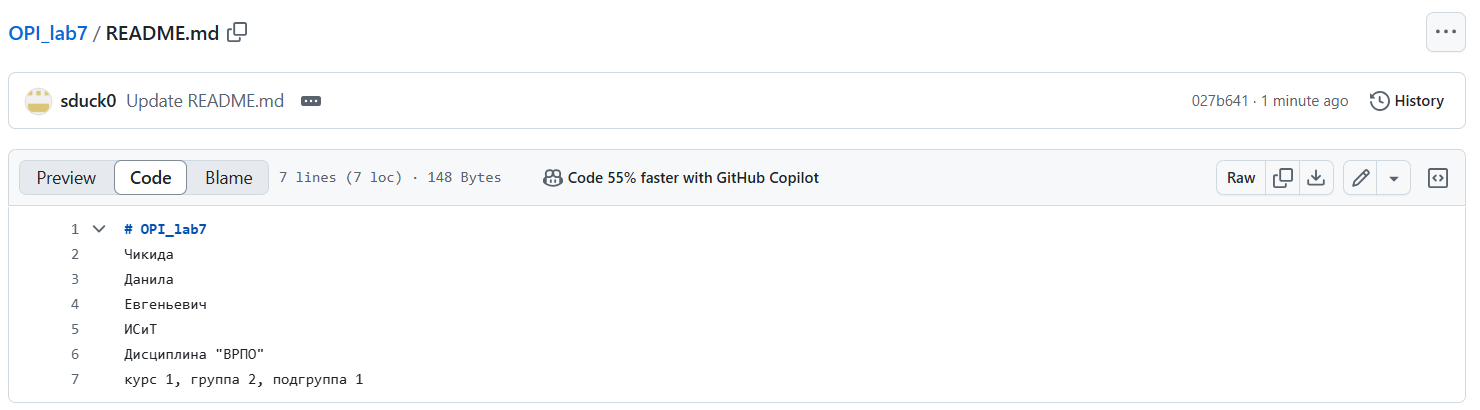 OPI_lab7 / README.md
sduck0 Update README.md 027b641 · 1 minute ago History
Preview Code Blame 7 lines (7 loc) · 148 Bytes Code 55% faster with GitHub Copilot Raw
1 # OPI_lab7
2 Чикида
3 Данила
4 Евгеньевич
5 ИСиТ
6 Дисциплина "ВРПО"
7 курс 1, группа 2, подгруппа 1